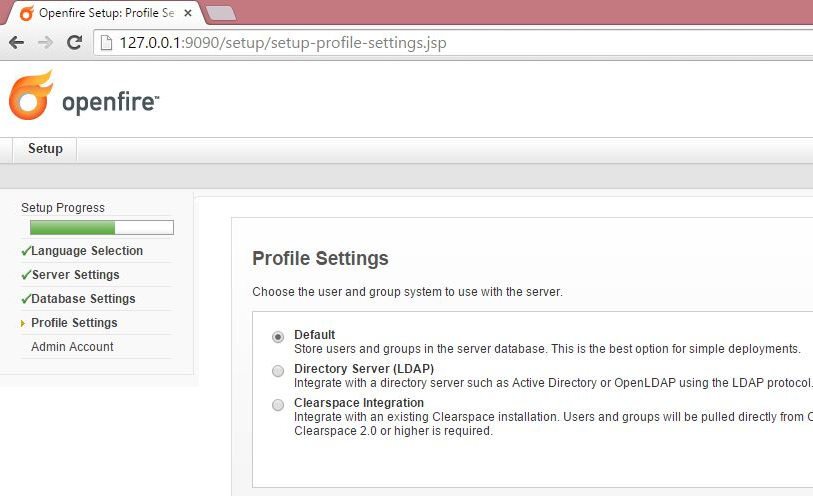 Openfire Setup: Profile Se
127.0.0.1:9090/setup/setup-profile-settings.jsp
openfire™
Setup
Setup Progress
Language Selection
Server Settings
Database Settings
Profile Settings
Admin Account
Profile Settings
Choose the user and group system to use with the server.
Default
Store users and groups in the server database. This is the best option for simple deployments.
Directory Server (LDAP)
Integrate with a directory server such as Active Directory or OpenLDAP using the LDAP protocol.
Clearspace Integration
Integrate with an existing Clearspace installation. Users and groups will be pulled directly from
Clearspace 2.0 or higher is required.